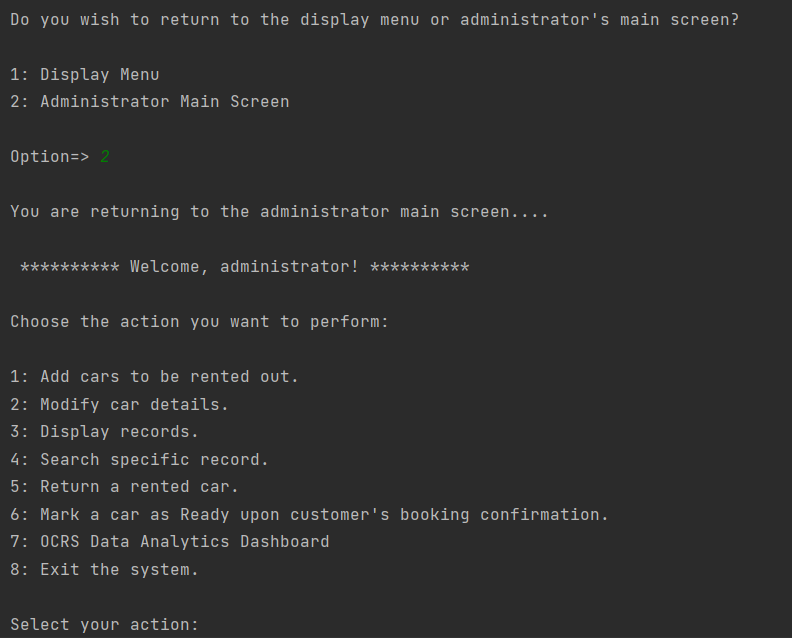 Do you wish to return to the display menu or administrator's main screen?
1: Display Menu
2: Administrator Main Screen
Option=> 2
You are returning to the administrator main screen....
********** Welcome, administrator! **********
Choose the action you want to perform:
1: Add cars to be rented out.
2: Modify car details.
3: Display records.
4: Search specific record.
5: Return a rented car.
6: Mark a car as Ready upon customer's booking confirmation.
7: OCRS Data Analytics Dashboard
8: Exit the system.
Select your action: